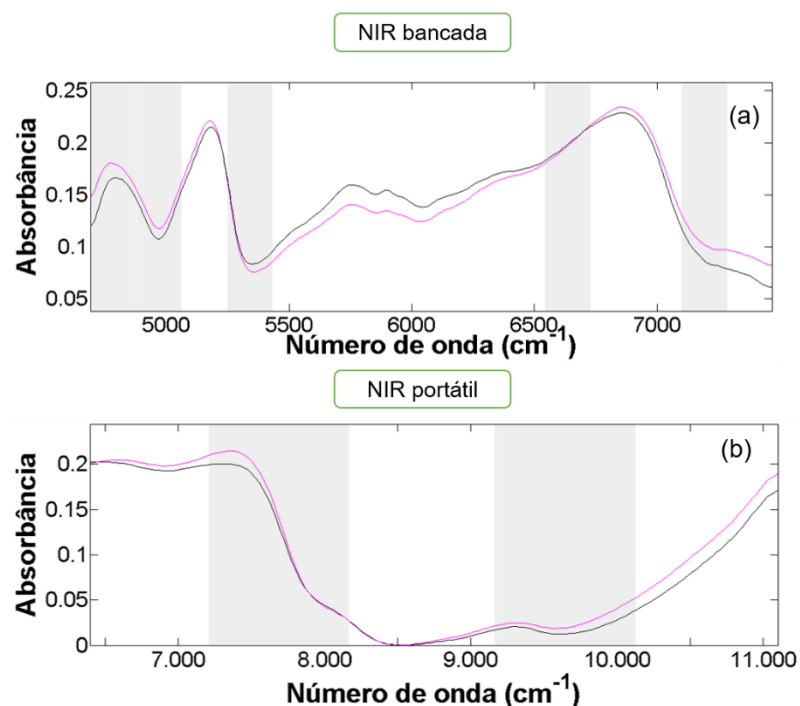 NIR bancada
0.25
0.2
0.15
0.1
0.05
Absorbância
(a)
5000 5500 6000 6500 7000
Número de onda (cm-1)
NIR portátil
0.2
0.15
0.1
0.05
0
Absorbância
(b)
7.000 8.000 9.000 10.000 11.000
Número de onda (cm-1)